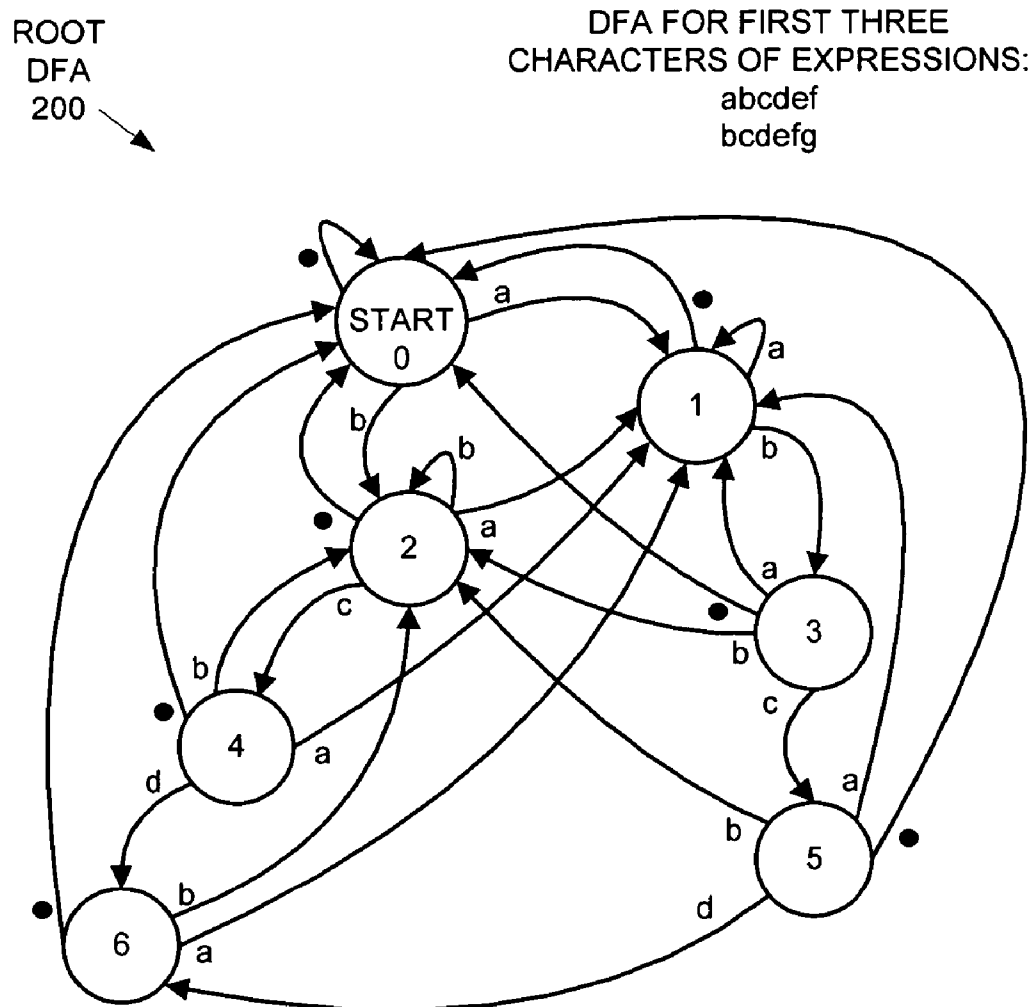 ROOT
DFA
200
DFA FOR FIRST THREE
CHARACTERS OF EXPRESSIONS:
abcdef
bcdefg
START
0
a
a
1
b
b
b
2
a
c
a
3
b
c
b
4
a
d
a
b
5
b
a
d
6